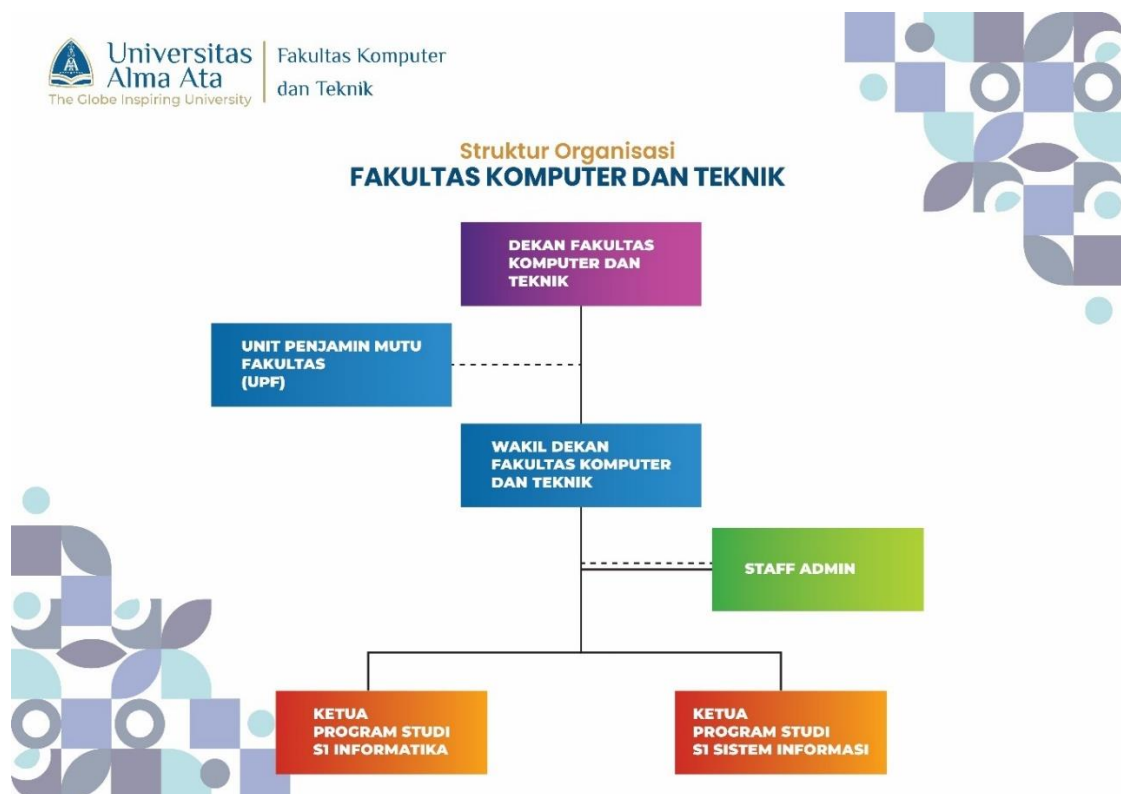 Universitas
Alma Ata
The Globe Inspiring University
Fakultas Komputer
dan Teknik
Struktur Organisasi
FAKULTAS KOMPUTER DAN TEKNIK
DEKAN FAKULTAS
KOMPUTER DAN
TEKNIK
UNIT PENJAMIN MUTU
FAKULTAS
(UPF)
WAKIL DEKAN
FAKULTAS KOMPUTER
DAN TEKNIK
STAFF ADMIN
KETUA
PROGRAM STUDI
S1 INFORMATIKA
KETUA
PROGRAM STUDI
S1 SISTEM INFORMASI